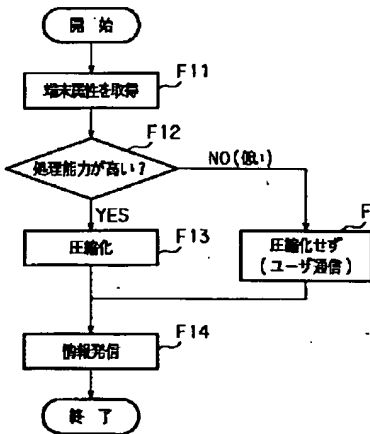 開 始
端末属性を取得
F11
処理能力が高い?
F12
NO(低い)
YES
圧縮化
F13
圧縮化せず
(ユーザ通信)
F
情報発信
F14
終 了